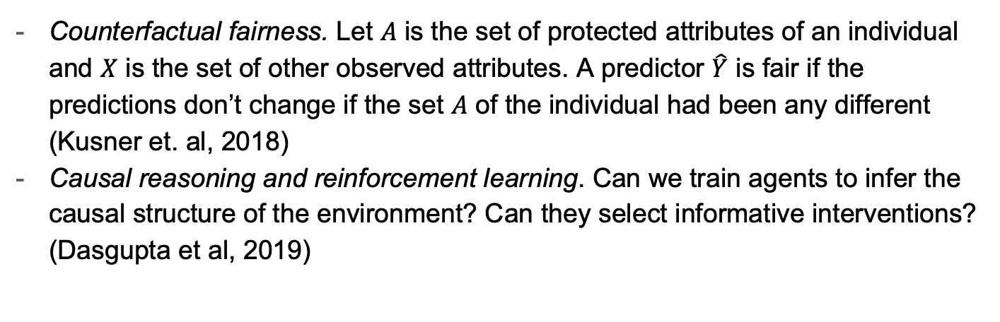 - Counterfactual fairness. Let A is the set of protected attributes of an individual
and X is the set of other observed attributes. A predictor Ŷ is fair if the
predictions don’t change if the set A of the individual had been any different
(Kusner et. al, 2018)
- Causal reasoning and reinforcement learning. Can we train agents to infer the
causal structure of the environment? Can they select informative interventions?
(Dasgupta et al, 2019)